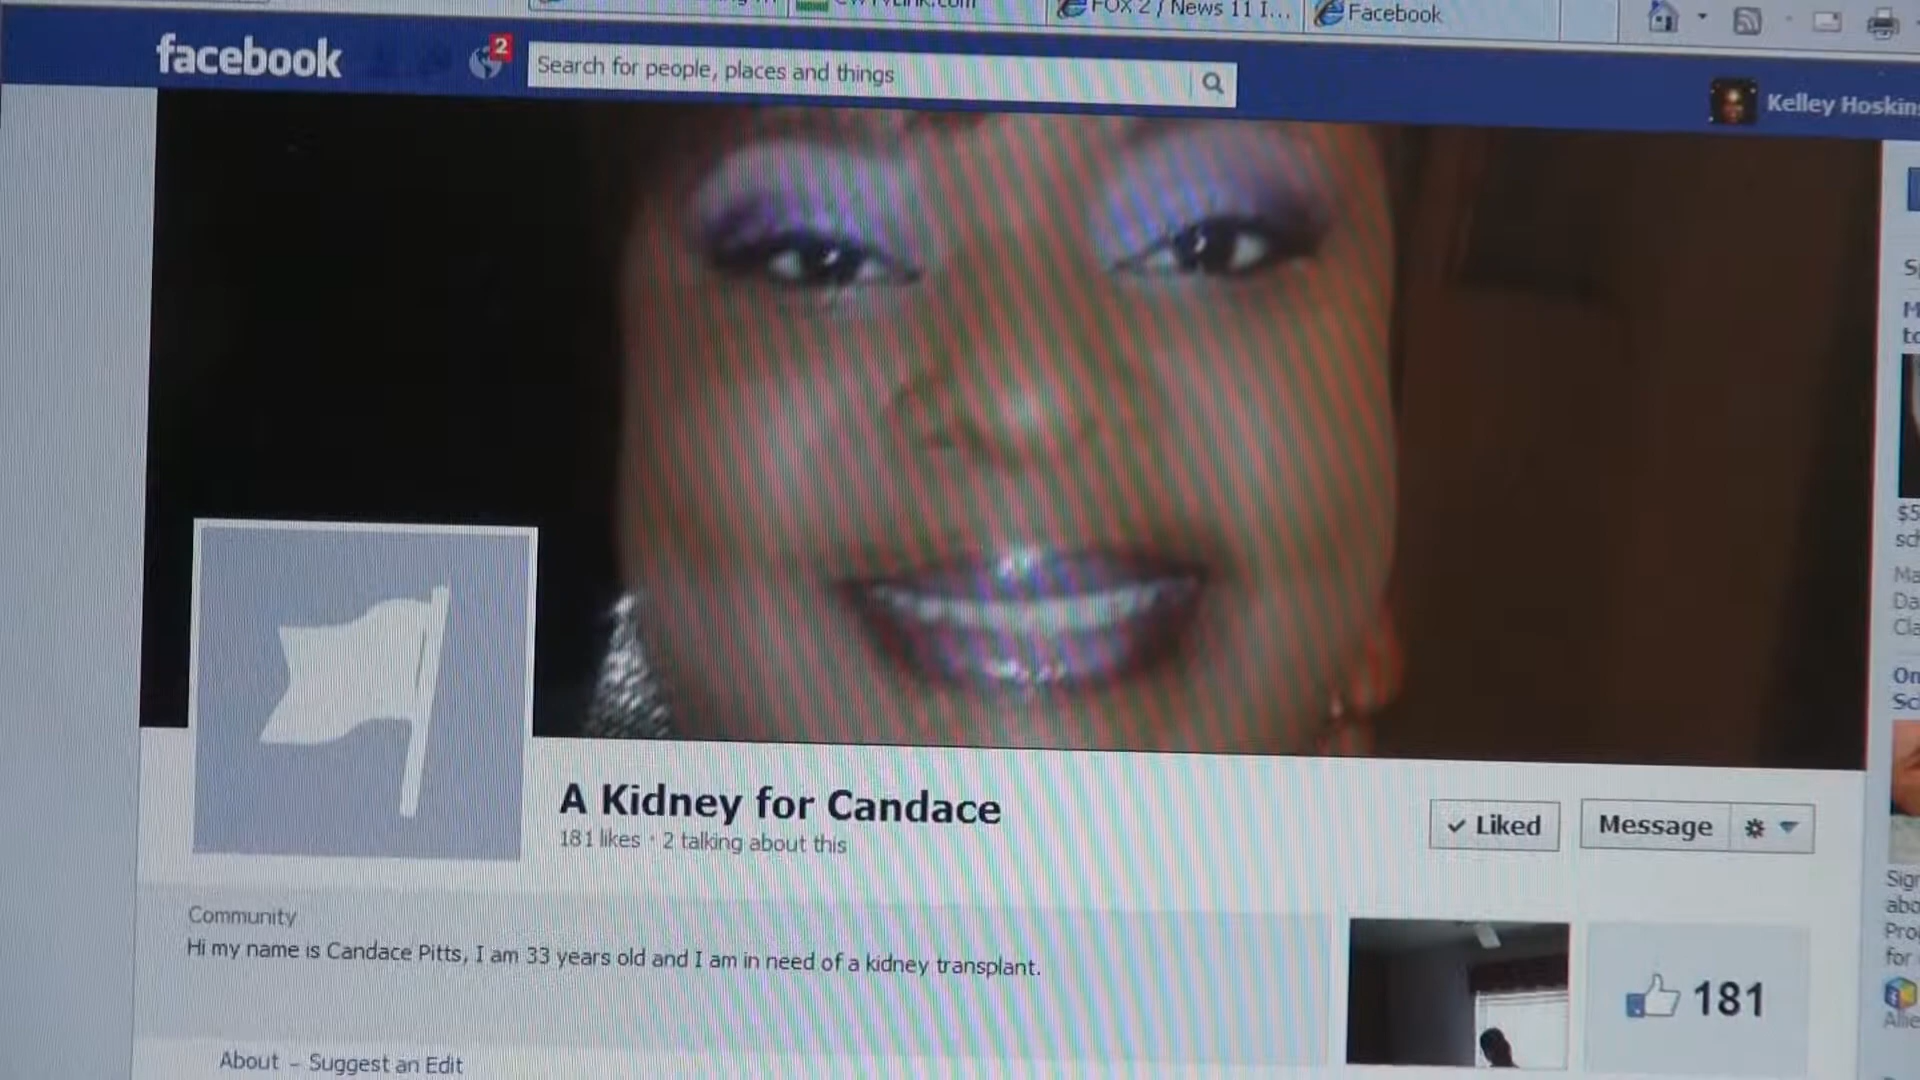 FOX 2 / News 11 I...
Facebook
facebook
2
Search for people, places and things
Kelley Hoskin
A Kidney for Candace
181 likes · 2 talking about this
✓ Liked
Message
Community
Hi my name is Candace Pitts, I am 33 years old and I am in need of a kidney transplant.
181
About – Suggest an Edit
$5